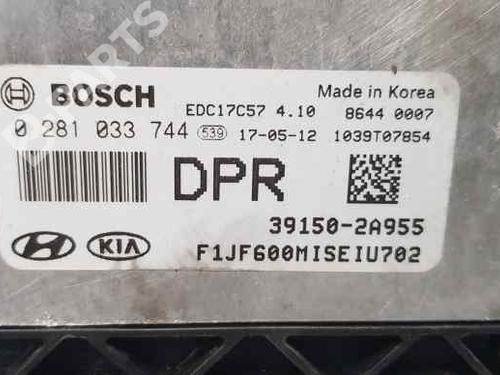 BOSCH
EDC17C57 4.10
Made in Korea
8644 0007
0 281 033 744 539 17-05-12 1039T07854
DPR
39150-2A955
KIA
F1JF600MISEIU702
PARTS